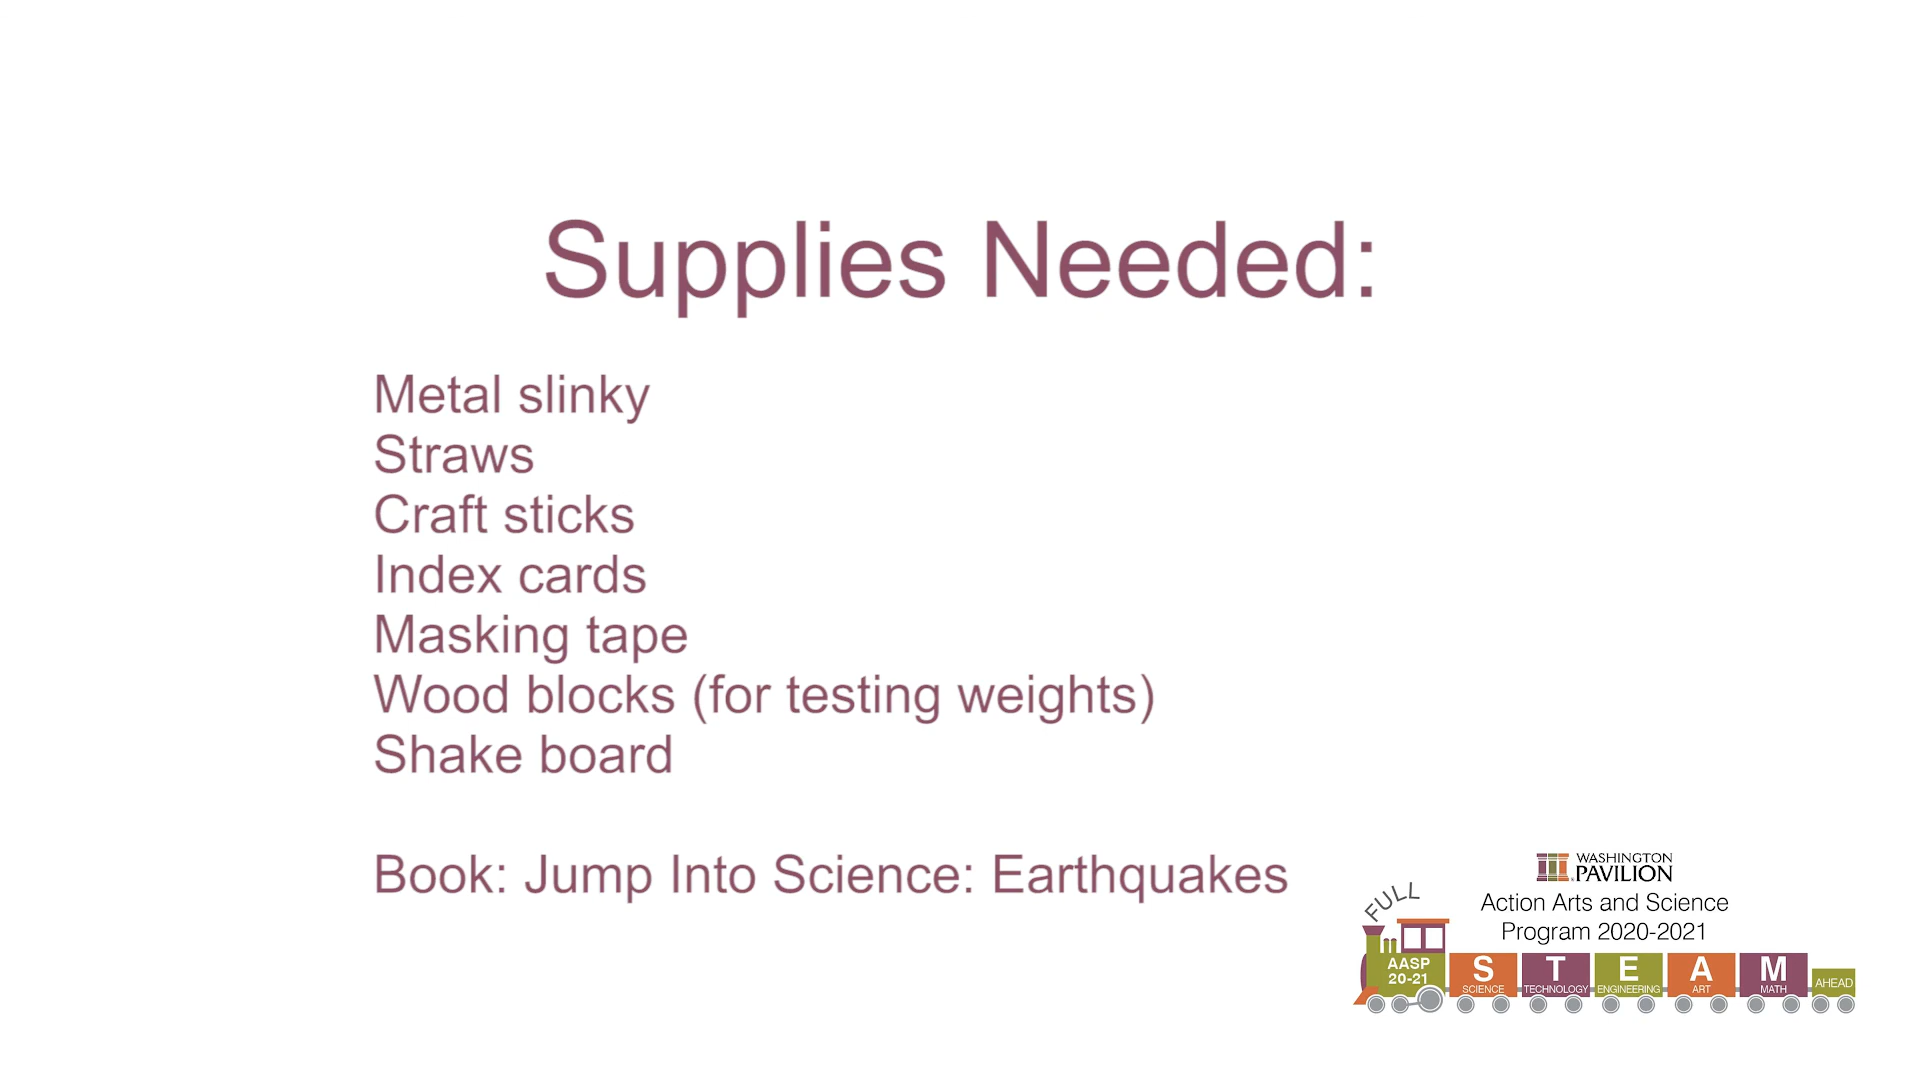 Supplies Needed:
Metal slinky
Straws
Craft sticks
Index cards
Masking tape
Wood blocks (for testing weights)
Shake board
Book: Jump Into Science: Earthquakes
WASHINGTON
PAVILION
Action Arts and Science
Program 2020-2021
FULL
AASP
20-21
S
SCIENCE
T
TECHNOLOGY
E
ENGINEERING
A
ART
M
MATH
AHEAD